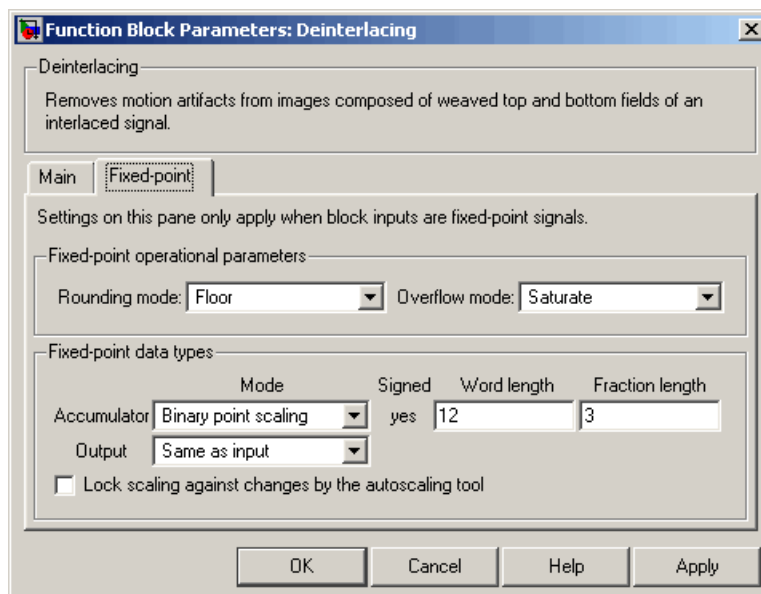 Function Block Parameters: Deinterlacing
Deinterlacing
Removes motion artifacts from images composed of weaved top and bottom fields of an
interlaced signal.
Main Fixed-point
Settings on this pane only apply when block inputs are fixed-point signals.
Fixed-point operational parameters
Rounding mode: Floor Overflow mode: Saturate
Fixed-point data types
Mode Signed Word length Fraction length
Accumulator Binary point scaling yes 12 3
Output Same as input
Lock scaling against changes by the autoscaling tool
OK Cancel Help Apply